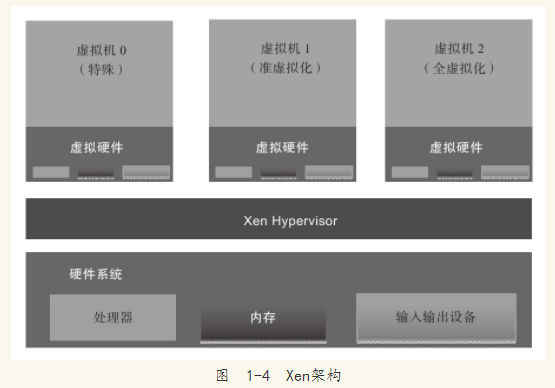 虚拟机 0
（特殊）
虚拟机 1
（准虚拟化）
虚拟机 2
（全虚拟化）
虚拟硬件
虚拟硬件
虚拟硬件
Xen Hypervisor
硬件系统
处理器
内存
输入输出设备
图 1-4 Xen架构